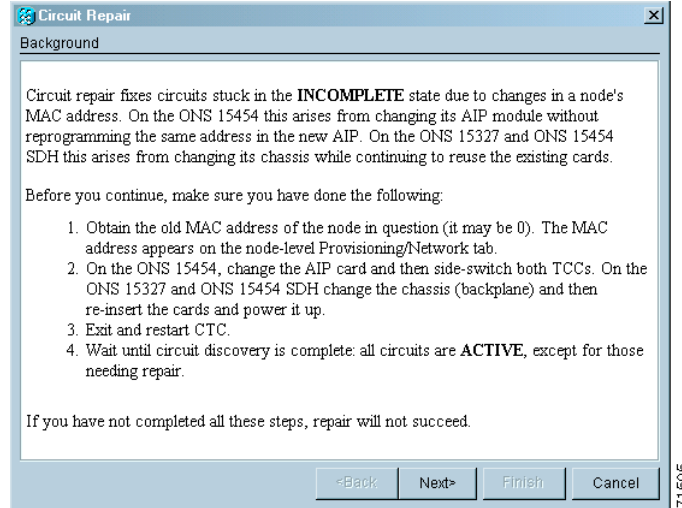 Circuit Repair
Background
Circuit repair fixes circuits stuck in the INCOMPLETE state due to changes in a node's
MAC address. On the ONS 15454 this arises from changing its AIP module without
reprogramming the same address in the new AIP. On the ONS 15327 and ONS 15454
SDH this arises from changing its chassis while continuing to reuse the existing cards.
Before you continue, make sure you have done the following:
1. Obtain the old MAC address of the node in question (it may be 0). The MAC
address appears on the node-level Provisioning/Network tab.
2. On the ONS 15454, change the AIP card and then side-switch both TCCs. On the
ONS 15327 and ONS 15454 SDH change the chassis (backplane) and then
re-insert the cards and power it up.
3. Exit and restart CTC.
4. Wait until circuit discovery is complete: all circuits are ACTIVE, except for those
needing repair.
If you have not completed all these steps, repair will not succeed.
<Back Next> Finish Cancel
71595